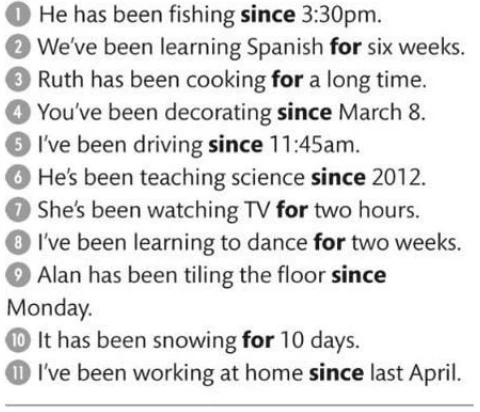 1 He has been fishing since 3:30pm.
2 We've been learning Spanish for six weeks.
3 Ruth has been cooking for a long time.
4 You've been decorating since March 8.
5 I've been driving since 11:45am.
6 He's been teaching science since 2012.
7 She's been watching TV for two hours.
8 I've been learning to dance for two weeks.
9 Alan has been tiling the floor since
Monday.
10 It has been snowing for 10 days.
11 I've been working at home since last April.